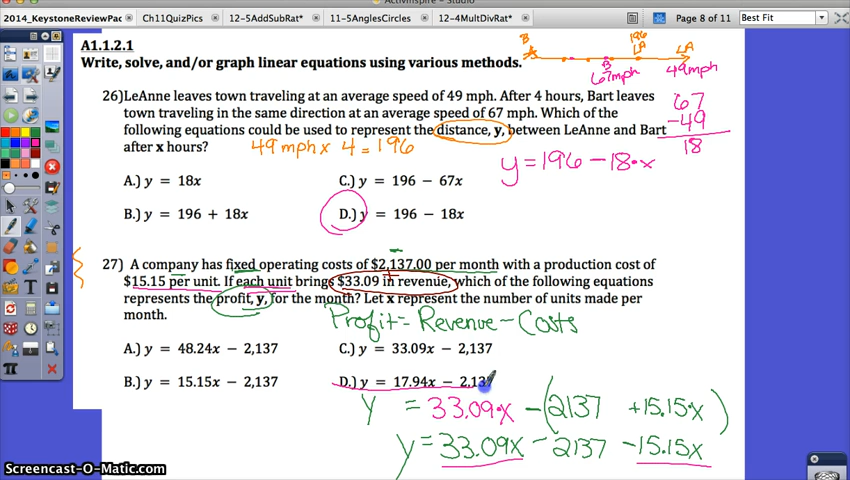 ActivInspire
2014_KeystoneReviewPac
Ch11QuizPics
12-5AddSubRat*
11-5AnglesCircles
12-4MultDivRat*
Page 8 of 11
Best Fit
A1.1.2.1
Write, solve, and/or graph linear equations using various methods.
B
196
LA
LA
B
67mph
49mph
26)LeAnne leaves town traveling at an average speed of 49 mph. After 4 hours, Bart leaves
town traveling in the same direction at an average speed of 67 mph. Which of the
following equations could be used to represent the distance, y, between LeAnne and Bart
after x hours?
49mph x 4 = 196
67
-49
18
y=196-18•x
A.) y = 18x
C.) y = 196 − 67x
B.) y = 196 + 18x
D.) y = 196 − 18x
27) A company has fixed operating costs of $2,137.00 per month with a production cost of
$15.15 per unit. If each unit brings $33.09 in revenue, which of the following equations
represents the profit, y, for the month? Let x represent the number of units made per
month.
Profit = Revenue - Costs
A.) y = 48.24x − 2,137
C.) y = 33.09x − 2,137
B.) y = 15.15x − 2,137
D.) y = 17.94x − 2,137
y = 33.09•x -(2137 +15.15•x)
y = 33.09x -2137 -15.15x
Screencast-O-Matic.com